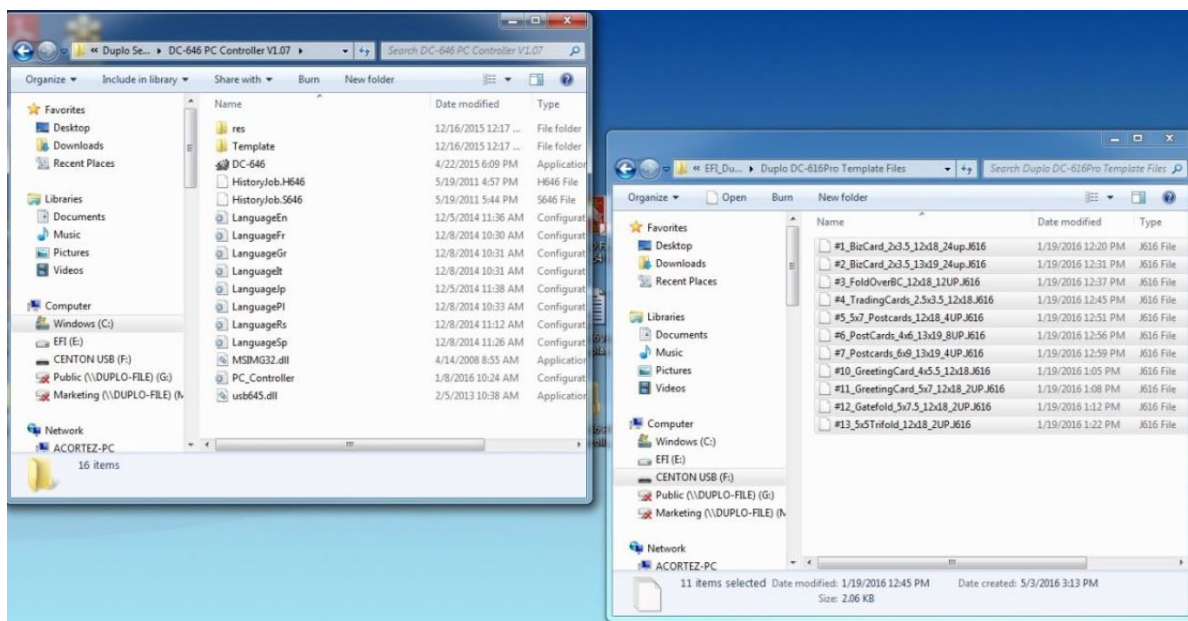 « Duplo Se... ▸ DC-646 PC Controller V1.07 ▸
Search DC-646 PC Controller V1.07
Organize Include in library Share with Burn New folder
Name Date modified Type
Favorites
Desktop
Downloads
Recent Places
Libraries
Documents
Music
Pictures
Videos
Computer
Windows (C:)
EFI (E:)
CENTON USB (F:)
Public (\\DUPLO-FILE) (G:)
Marketing (\\DUPLO-FILE) (M
Network
ACORTEZ-PC
res 12/16/2015 12:17 ... File folder
Template 12/16/2015 12:17 ... File folder
DC-646 4/22/2015 6:09 PM Application
HistoryJob.H646 5/19/2011 4:57 PM H646 File
HistoryJob.S646 5/19/2011 5:44 PM S646 File
LanguageEn 12/5/2014 11:36 AM Configurat
LanguageFr 12/8/2014 10:30 AM Configurat
LanguageGr 12/8/2014 10:31 AM Configurat
LanguageIt 12/8/2014 10:31 AM Configurat
LanguageJp 12/5/2014 11:38 AM Configurat
LanguagePl 12/8/2014 10:33 AM Configurat
LanguageRs 12/8/2014 11:12 AM Configurat
LanguageSp 12/8/2014 11:26 AM Configurat
MSIMG32.dll 4/14/2008 8:55 AM Application
PC_Controller 1/8/2016 10:24 AM Configurat
usb645.dll 2/5/2013 10:38 AM Application
16 items
« EFI_Du... ▸ Duplo DC-616Pro Template Files
Search Duplo DC-616Pro Template Files
Organize Open Burn New folder
Name Date modified Type
Favorites
Desktop
Downloads
Recent Places
Libraries
Documents
Music
Pictures
Videos
Computer
Windows (C:)
EFI (E:)
CENTON USB (F:)
Public (\\DUPLO-FILE) (G:)
Marketing (\\DUPLO-FILE) (M
Network
ACORTEZ-PC
#1_BizCard_2x3.5_12x18_24up.J616 1/19/2016 12:20 PM J616 File
#2_BizCard_2x3.5_13x19_24up.J616 1/19/2016 12:31 PM J616 File
#3_FoldOverBC_12x18_12UP.J616 1/19/2016 12:37 PM J616 File
#4_TradingCards_2.5x3.5_12x18.J616 1/19/2016 12:45 PM J616 File
#5_5x7_Postcards_12x18_4UP.J616 1/19/2016 12:51 PM J616 File
#6_PostCards_4x6_13x19_8UP.J616 1/19/2016 12:56 PM J616 File
#7_Postcards_6x9_13x19_4UP.J616 1/19/2016 12:59 PM J616 File
#10_GreetingCard_4x5.5_12x18.J616 1/19/2016 1:05 PM J616 File
#11_GreetingCard_5x7_12x18_2UP.J616 1/19/2016 1:08 PM J616 File
#12_Gatefold_5x7.5_12x18_2UP.J616 1/19/2016 1:12 PM J616 File
#13_5x5Trifold_12x18_2UP.J616 1/19/2016 1:22 PM J616 File
11 items selected Date modified: 1/19/2016 12:45 PM Date created: 5/3/2016 3:13 PM
Size: 2.06 KB